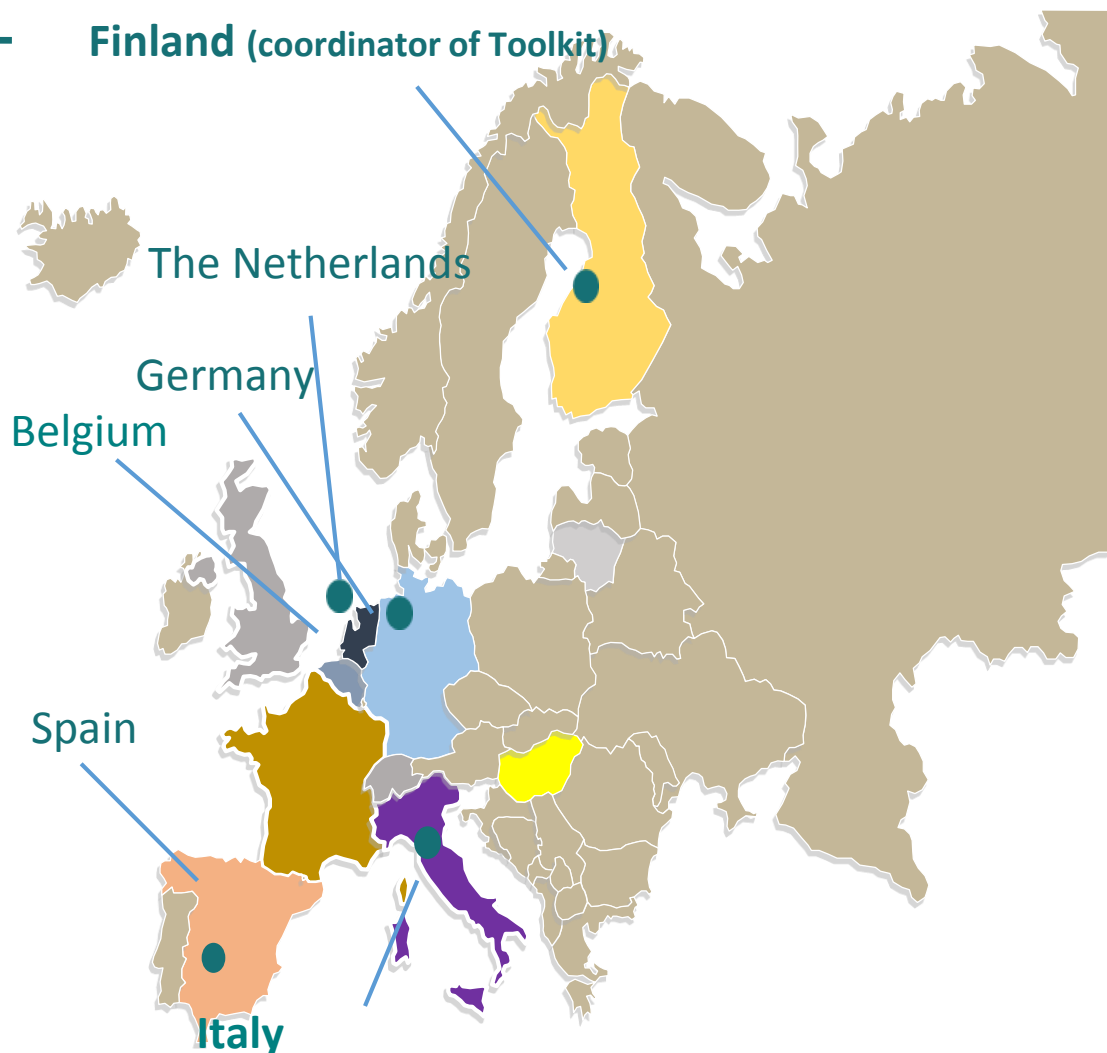 Finland (coordinator of Toolkit)
The Netherlands
Germany
Belgium
Spain
Italy